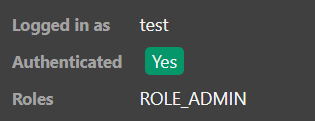 Logged in as test
Authenticated Yes
Roles ROLE_ADMIN